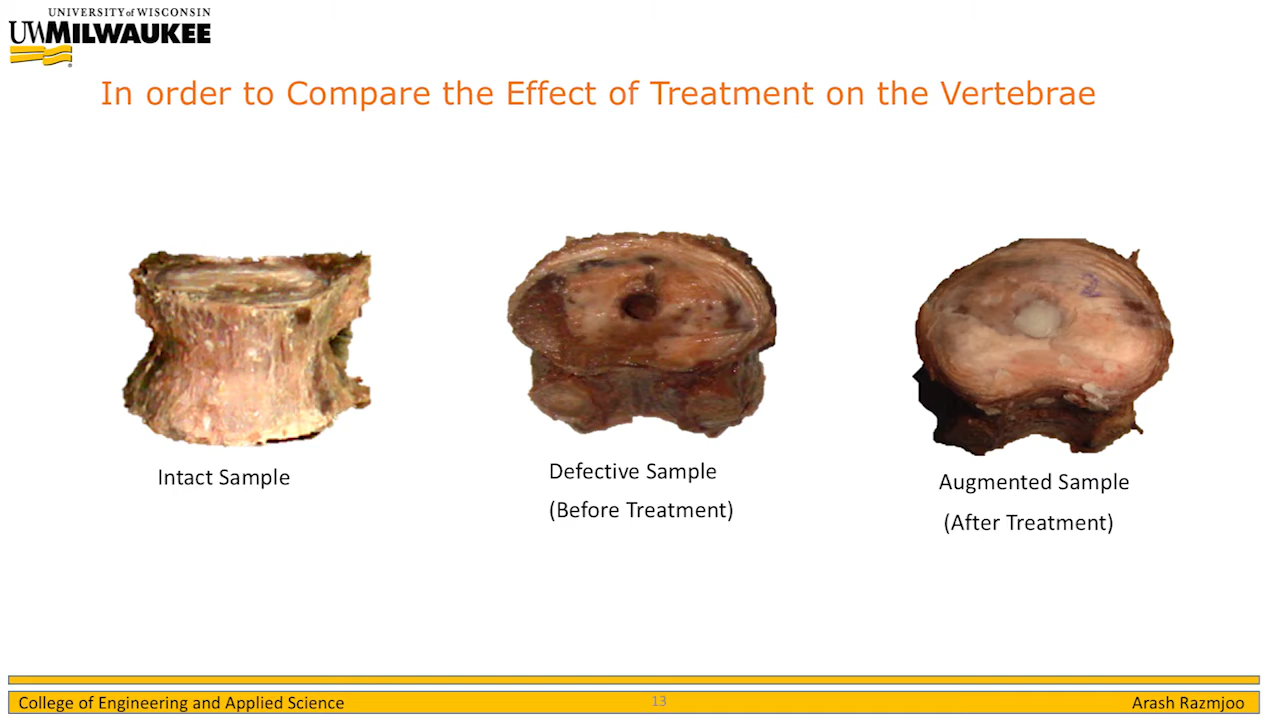 UNIVERSITY of WISCONSIN
UWMILWAUKEE
In order to Compare the Effect of Treatment on the Vertebrae
Intact Sample
Defective Sample
(Before Treatment)
Augmented Sample
(After Treatment)
College of Engineering and Applied Science
13
Arash Razmjoo